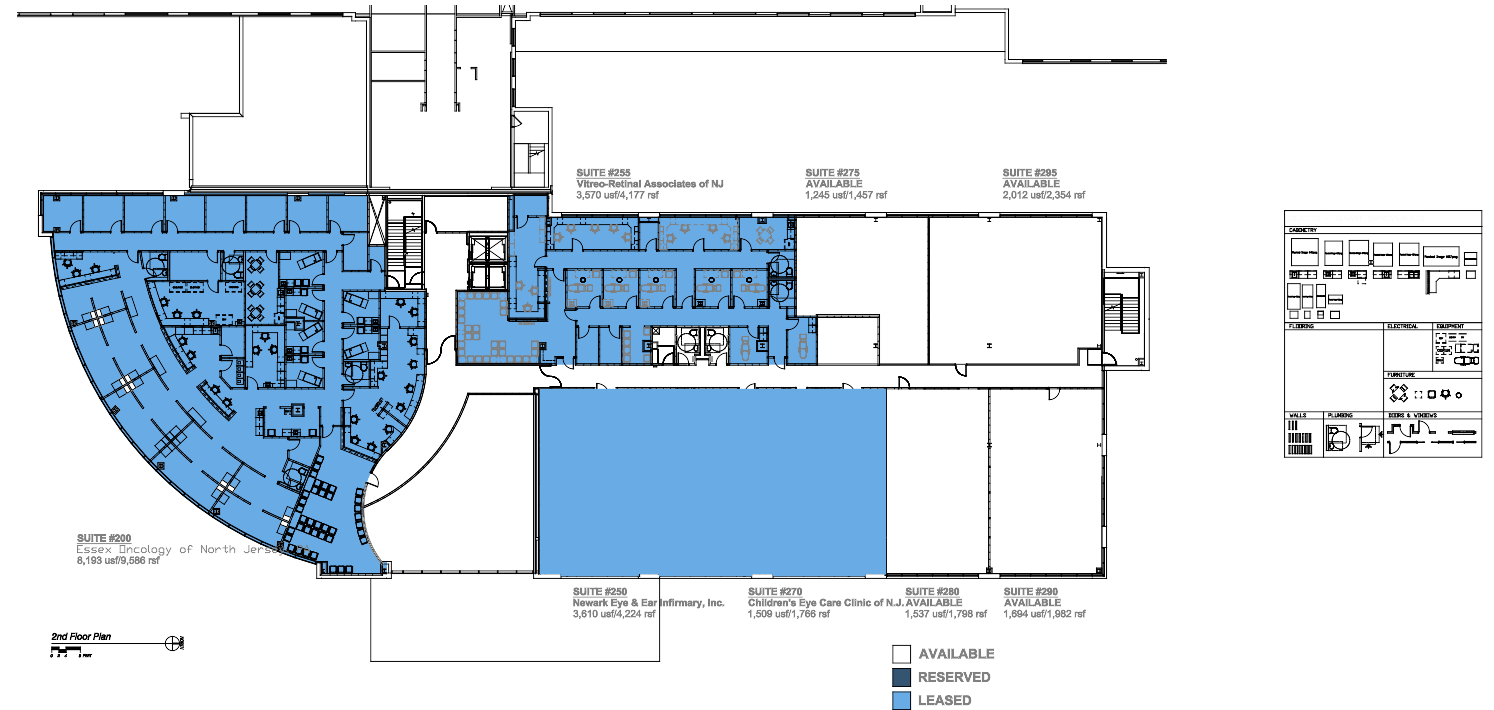 SUITE #255
Vitreo-Retinal Associates of NJ
3,570 usf/4,177 rsf
SUITE #275
AVAILABLE
1,245 usf/1,457 rsf
SUITE #295
AVAILABLE
2,012 usf/2,354 rsf
CABINETRY
FLOORING
ELECTRICAL
EQUIPMENT
FURNITURE
WALLS
PLUMBING
DOORS & WINDOWS
SUITE #200
Essex Oncology of North Jersey
8,193 usf/9,586 rsf
SUITE #250
Newark Eye & Ear Infirmary, Inc.
3,610 usf/4,224 rsf
SUITE #270
Children's Eye Care Clinic of N.J.
1,509 usf/1,766 rsf
SUITE #280
AVAILABLE
1,537 usf/1,798 rsf
SUITE #290
AVAILABLE
1,694 usf/1,982 rsf
2nd Floor Plan
AVAILABLE
RESERVED
LEASED